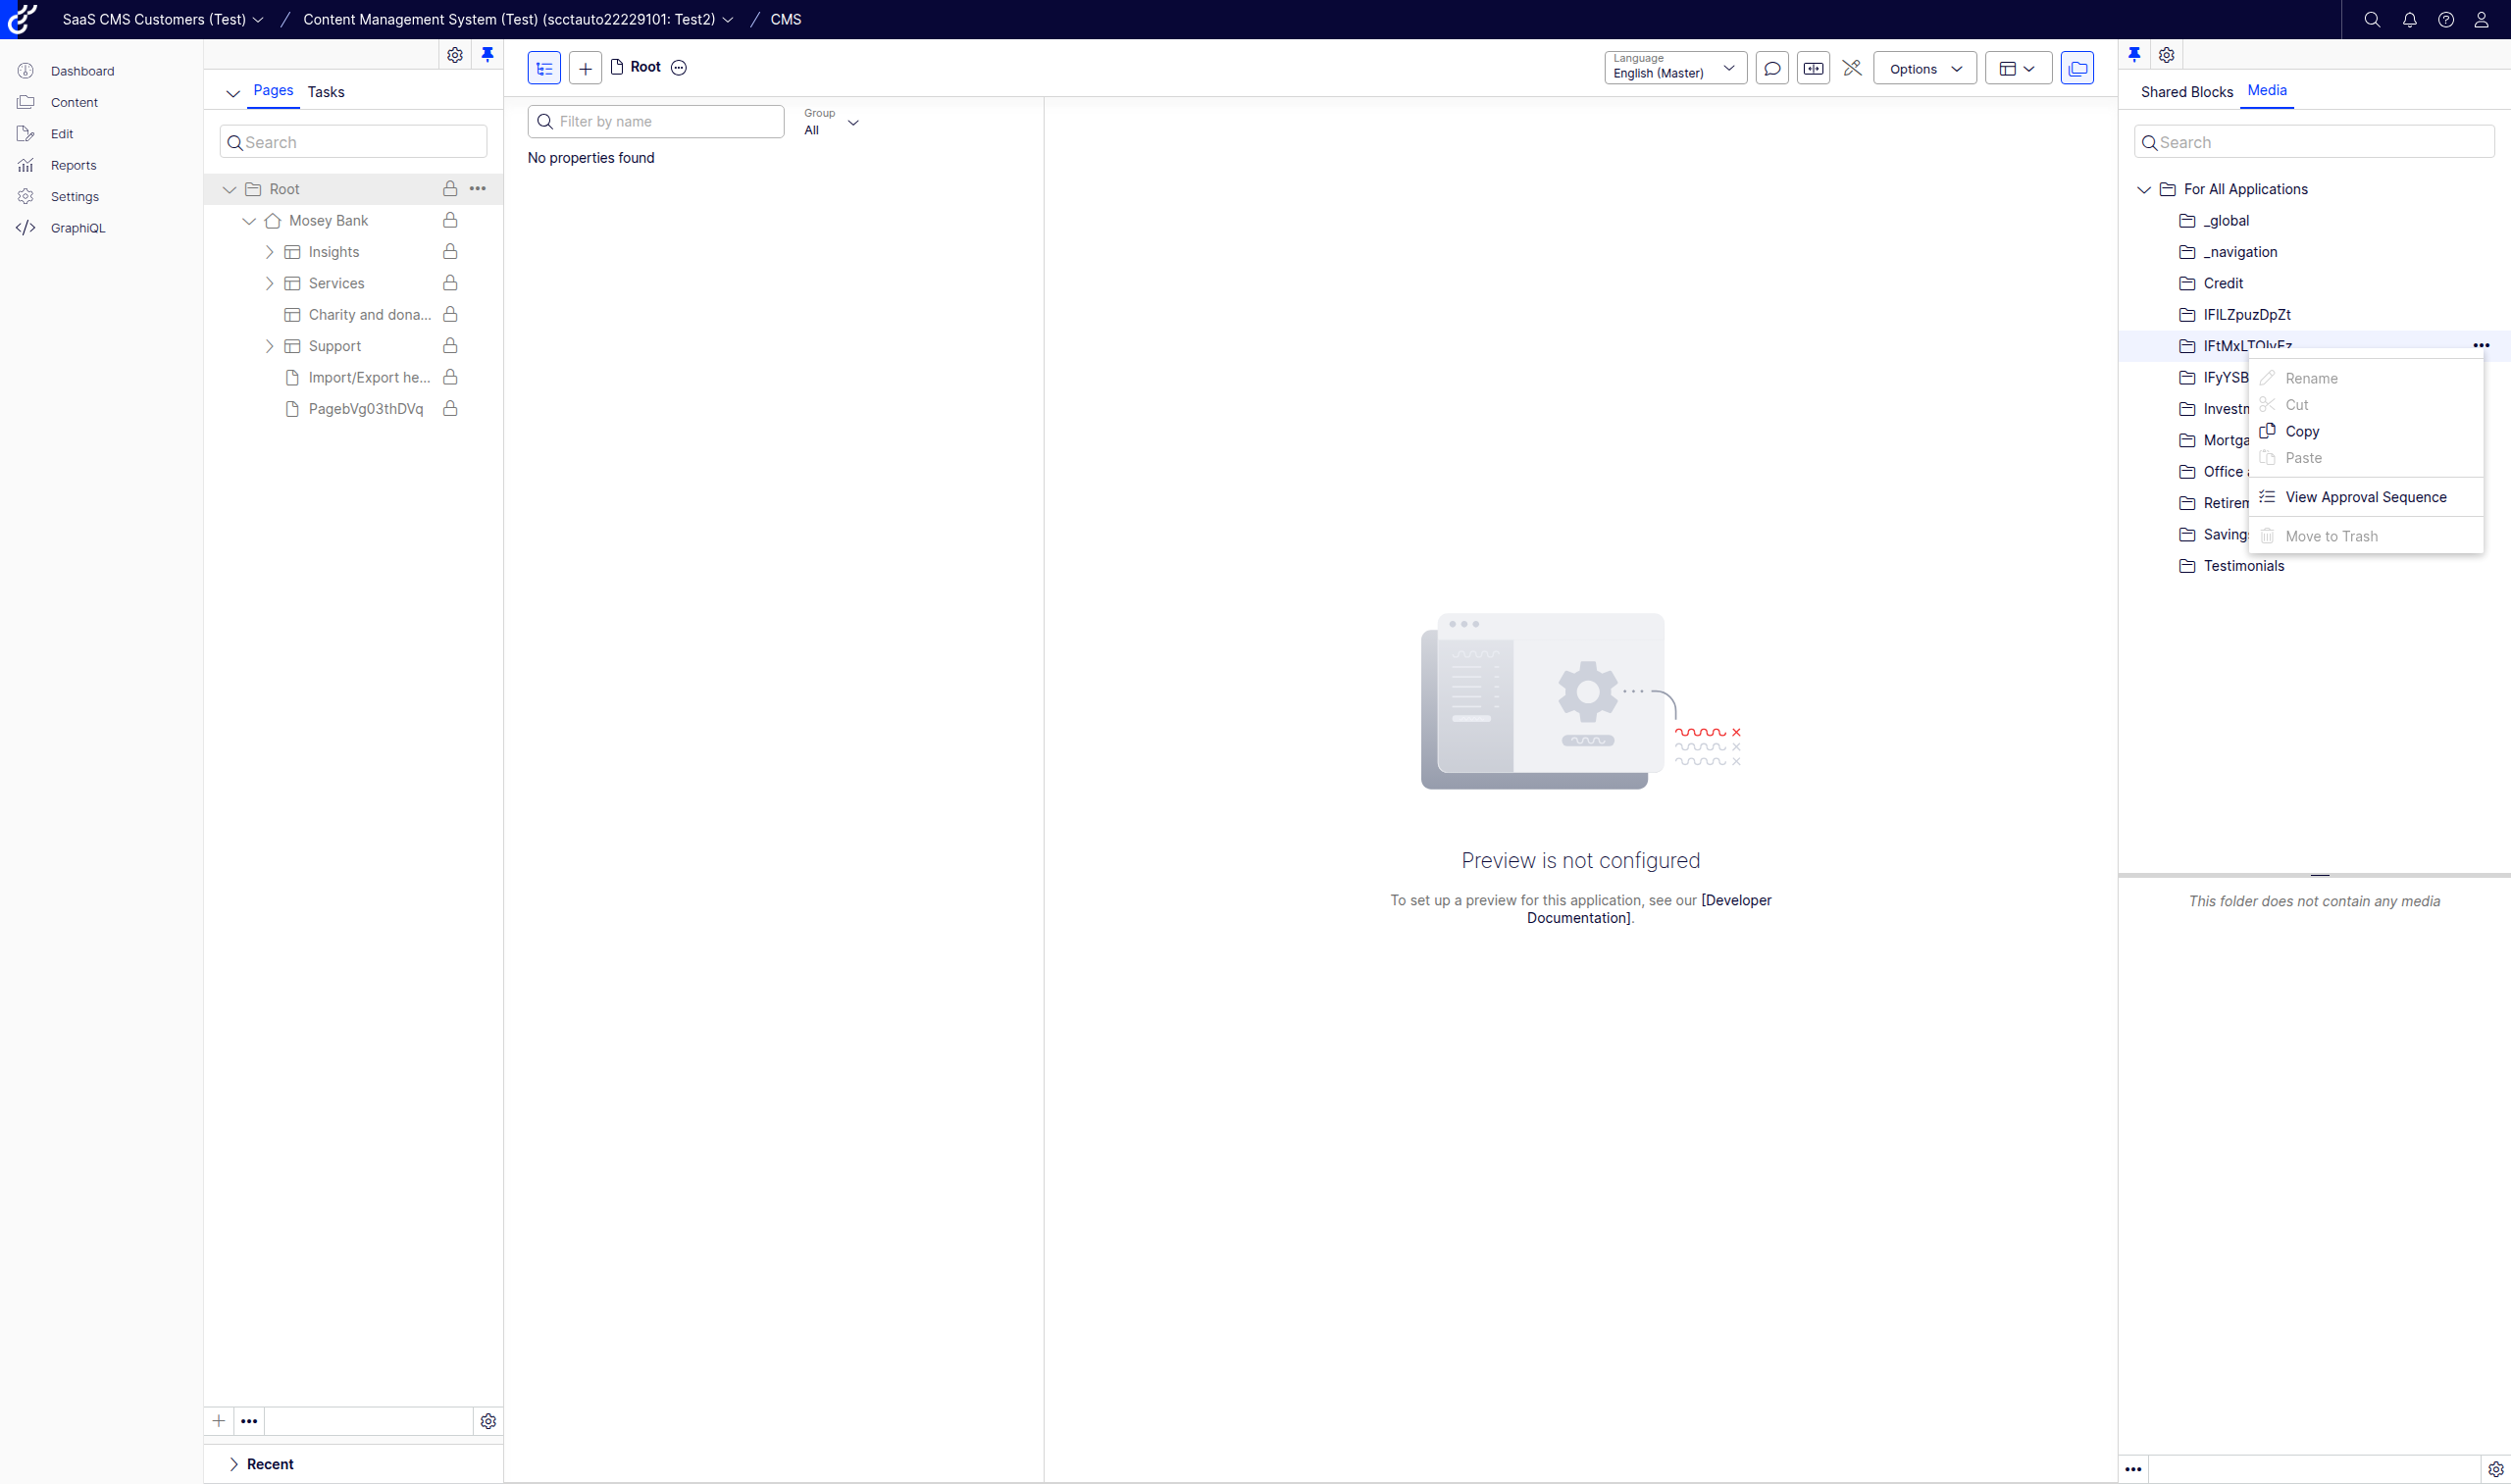 SaaS CMS Customers (Test) / Content Management System (Test) (scctauto22229101: Test2) / CMS
Dashboard
Content
Edit
Reports
Settings
GraphiQL
Pages Tasks
Search
Root
Mosey Bank
Insights
Services
Charity and dona...
Support
Import/Export he...
PagebVg03thDVq
Recent
Root
Language
English (Master)
Options
Filter by name
Group
All
No properties found
Preview is not configured
To set up a preview for this application, see our [Developer
Documentation].
Shared Blocks Media
Search
For All Applications
_global
_navigation
Credit
Mortga
Office
Retirem
Saving
Testimonials
Rename
Cut
Copy
Paste
View Approval Sequence
Move to Trash
This folder does not contain any media